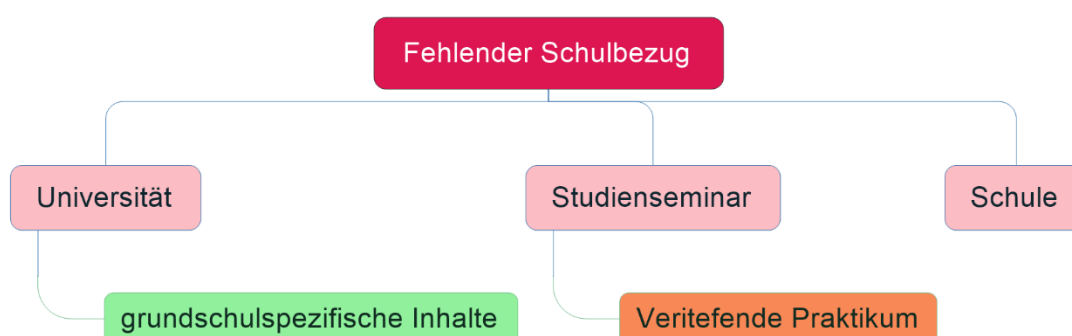 Fehlender Schulbezug
Universität
Studienseminar
Schule
grundschulspezifische Inhalte
Veritefende Praktikum